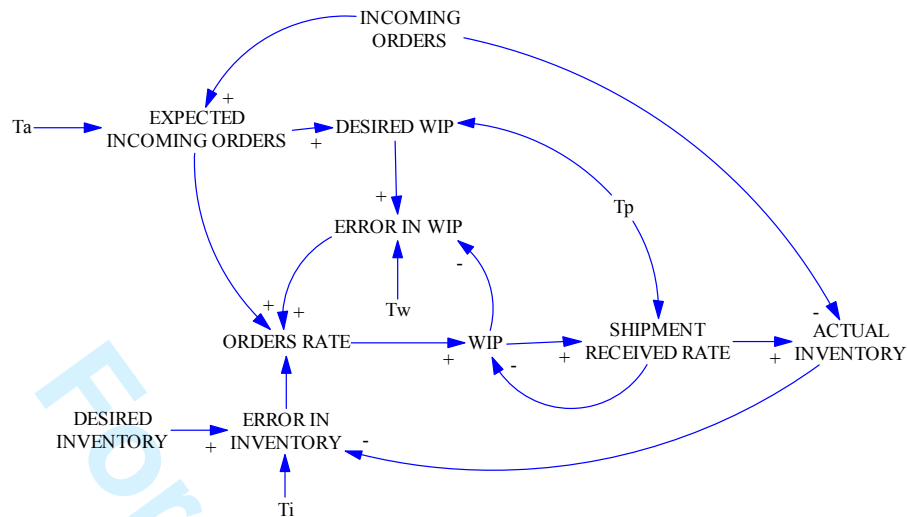 INCOMING
ORDERS
+
EXPECTED
INCOMING ORDERS
Ta
+
DESIRED WIP
+
ERROR IN WIP
Tp
-
Tw
+
+
ORDERS RATE
+
WIP
-
+
SHIPMENT
RECEIVED RATE
+
-
ACTUAL
INVENTORY
DESIRED
INVENTORY
+
ERROR IN
INVENTORY
-
Ti
For